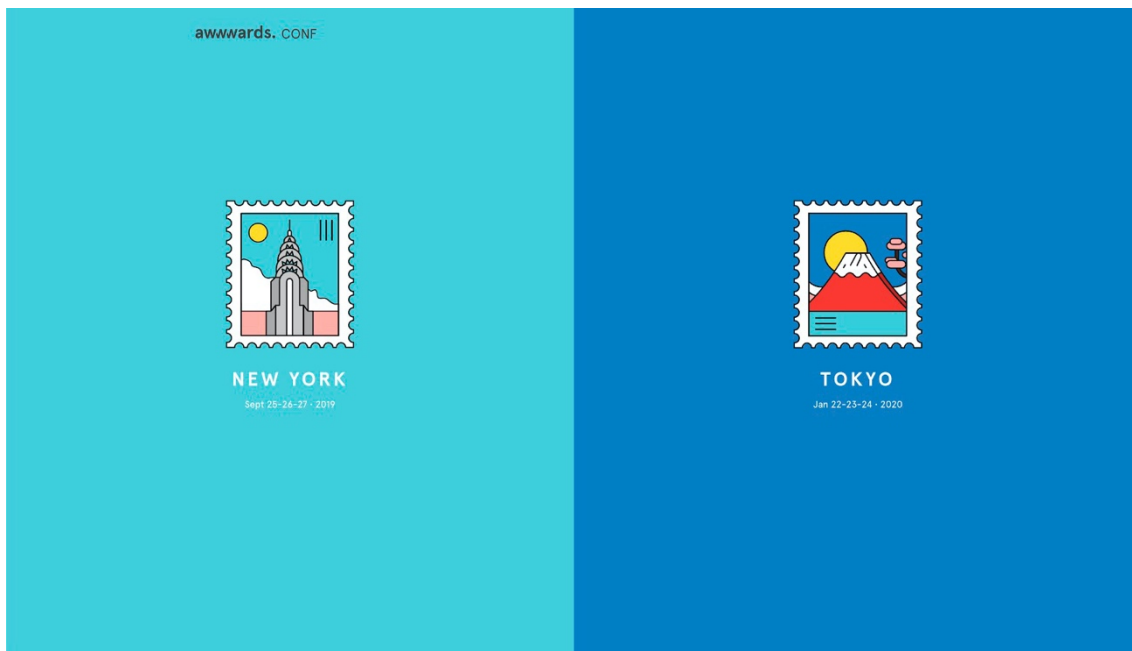 awwwards. CONF
NEW YORK
Sept 25-26-27 · 2019
TOKYO
Jan 22-23-24 · 2020